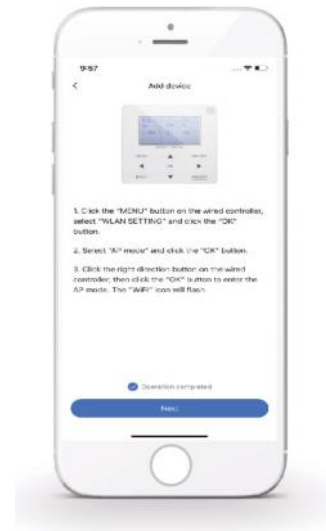 9:57
Add device
1. Click the "MENU" button on the wired controller,
select "WLAN SETTING" and click the "OK"
button.
2. Select "AP mode" and click the "OK" button.
3. Click the right direction button on the wired
controller, then click the "OK" button to enter the
AP mode. The "WiFi" icon will flash.
Operation completed
Next